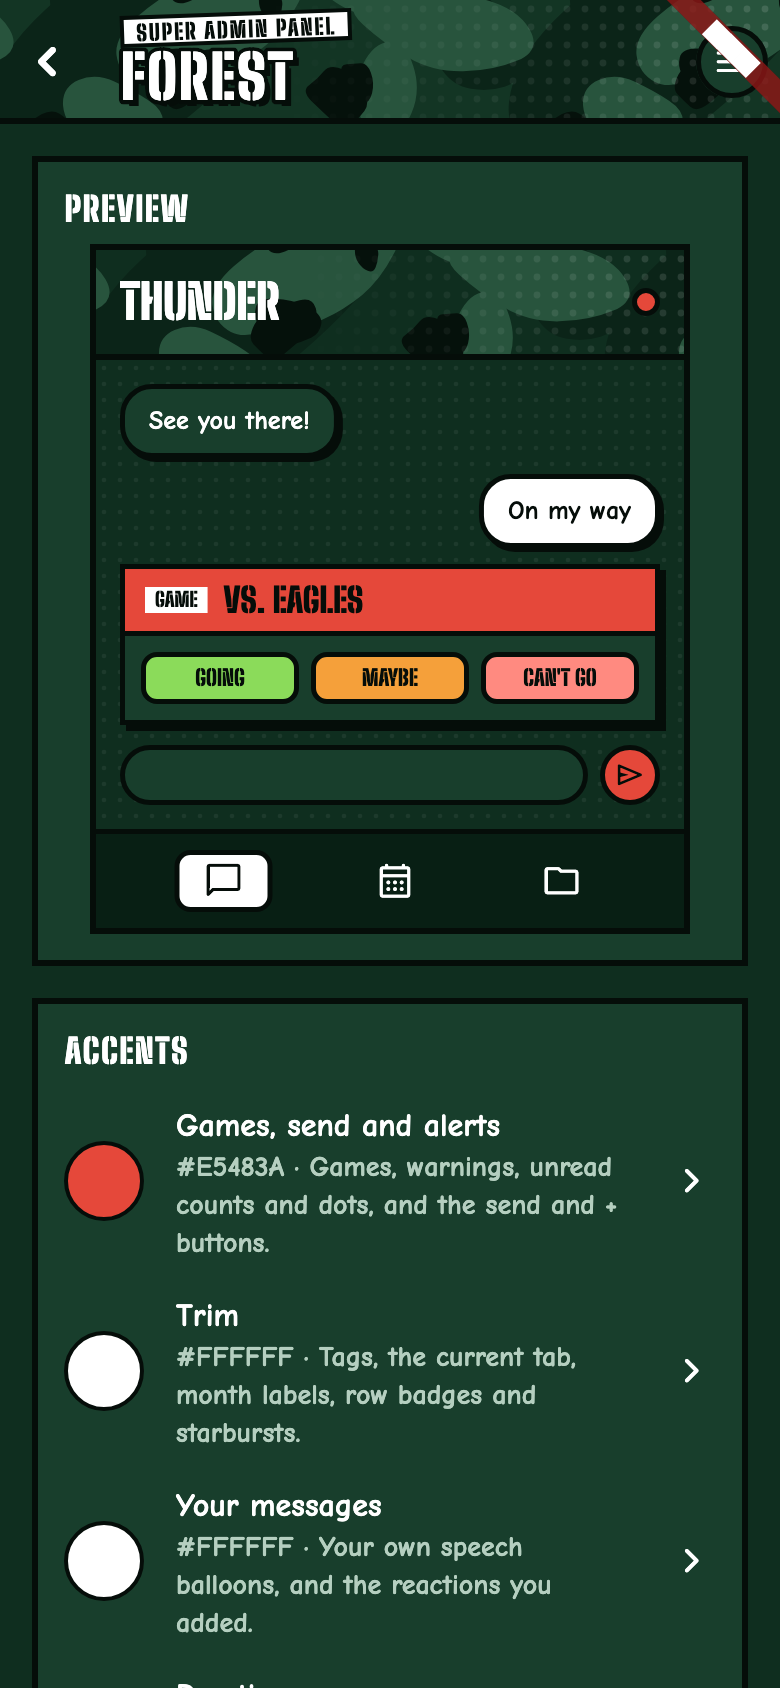 SUPER ADMIN PANEL
FOREST
PREVIEW
THUNDER
See you there!
On my way
GAME VS. EAGLES
GOING MAYBE CAN'T GO
ACCENTS
Games, send and alerts
#E5483A · Games, warnings, unread
counts and dots, and the send and +
buttons.
Trim
#FFFFFF · Tags, the current tab,
month labels, row badges and
starbursts.
Your messages
#FFFFFF · Your own speech
balloons, and the reactions you
added.